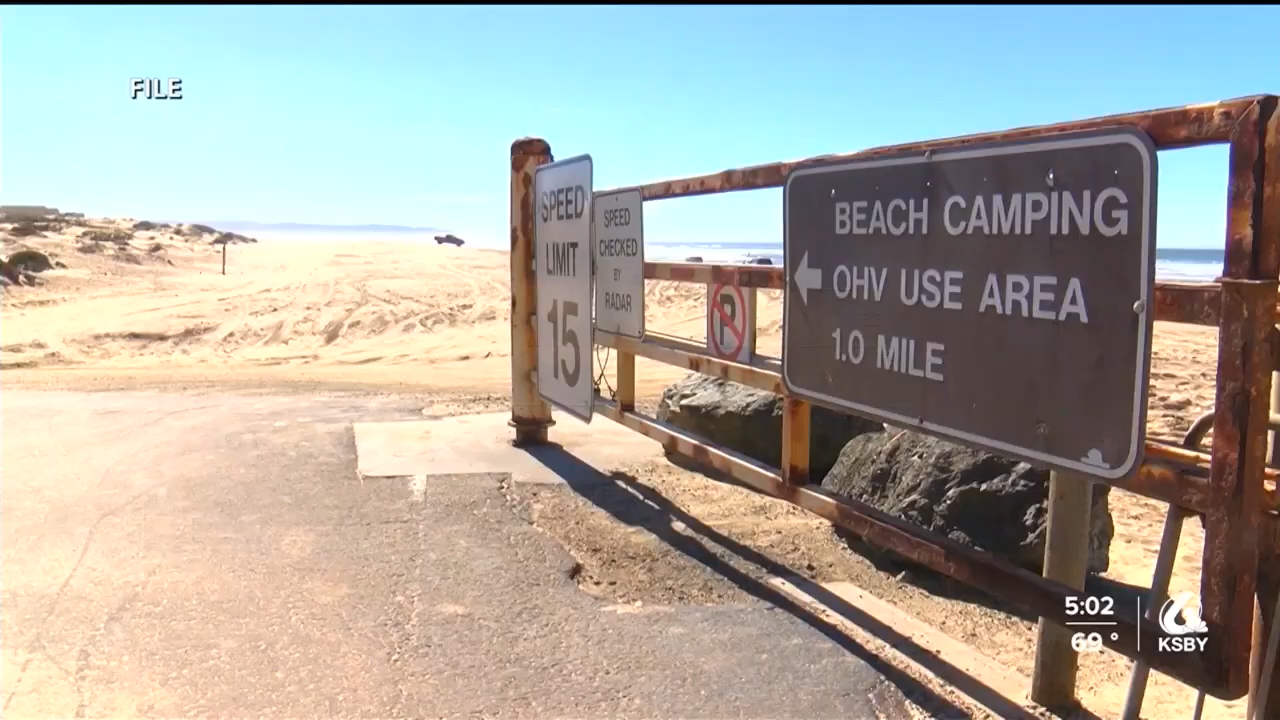 FILE
SPEED
LIMIT
15
SPEED
CHECKED
BY
RADAR
P
BEACH CAMPING
OHV USE AREA
1.0 MILE
5:02
69°
6
KSBY